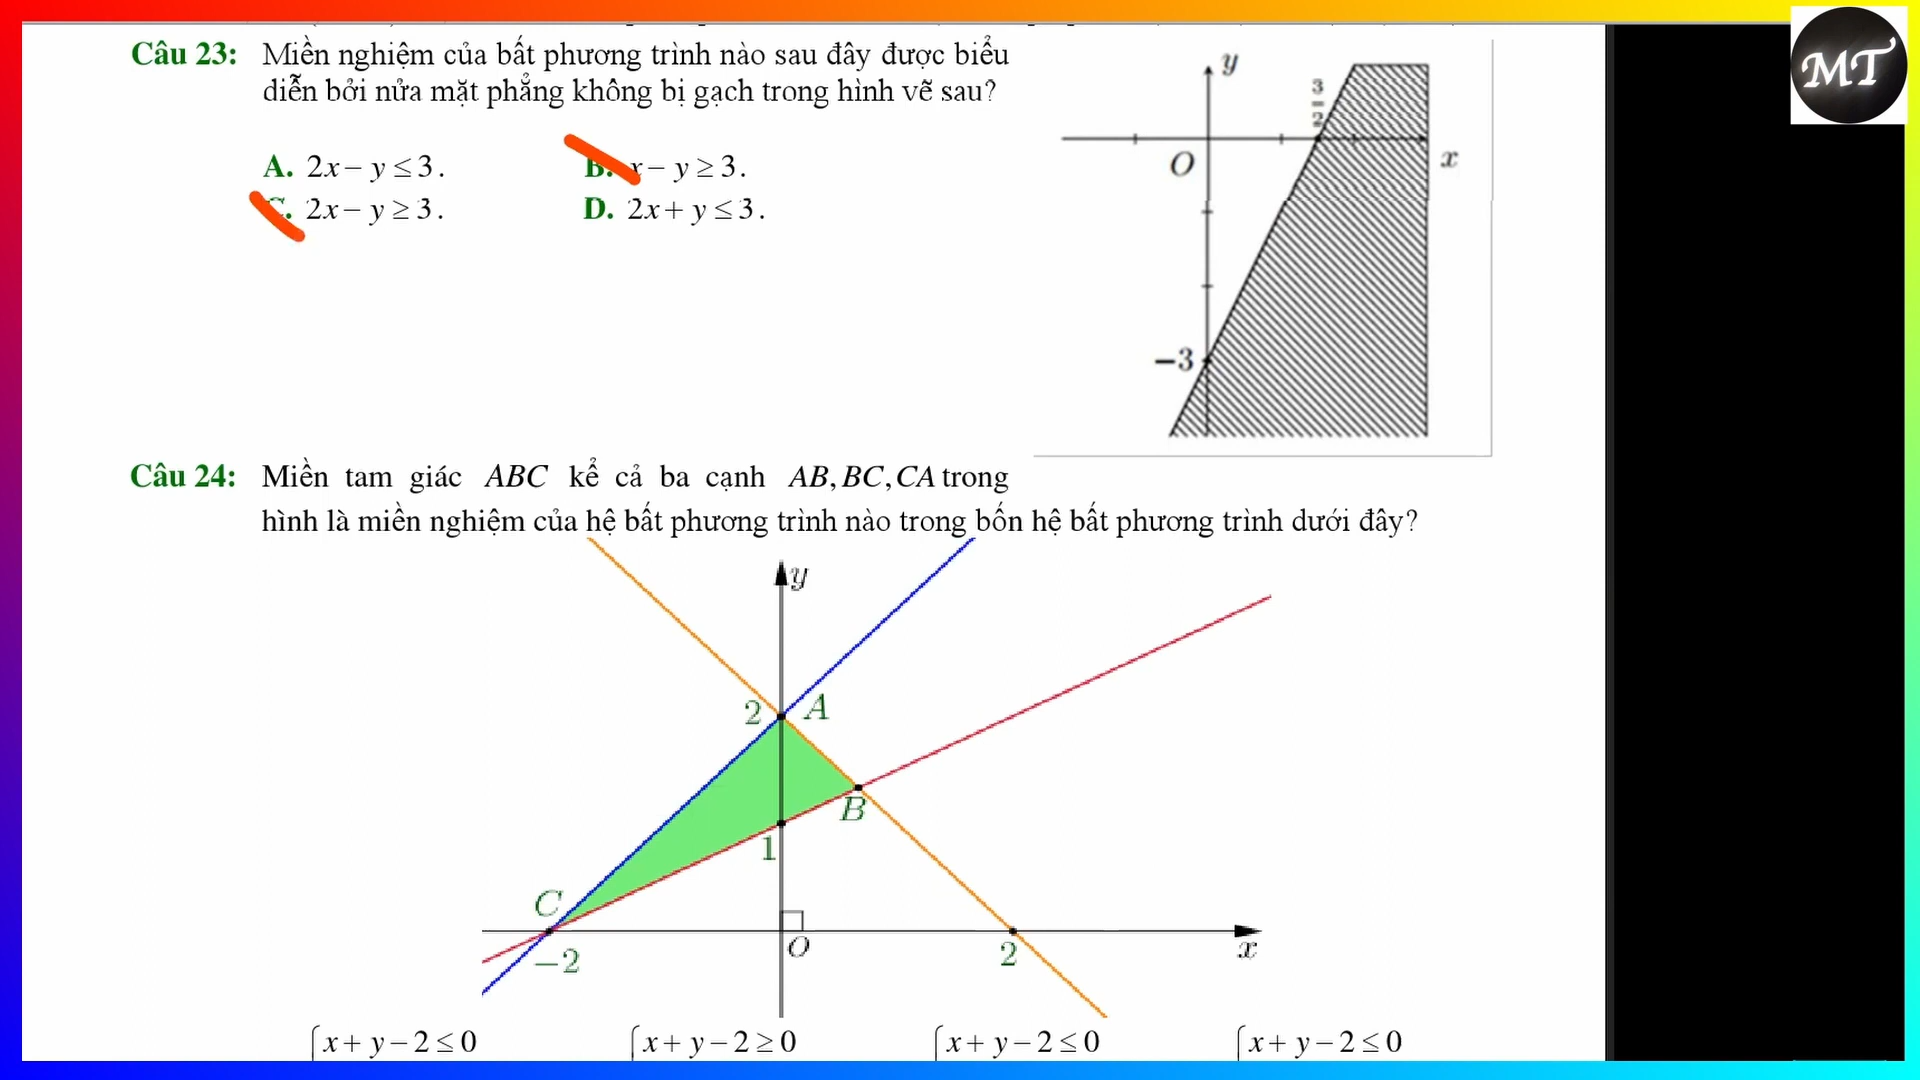 MT
Câu 23: Miền nghiệm của bất phương trình nào sau đây được biểu
diễn bởi nửa mặt phẳng không bị gạch trong hình vẽ sau?
A. 2x − y ≤ 3. B. x − y ≥ 3.
C. 2x − y ≥ 3. D. 2x + y ≤ 3.
y
3/2
O
x
−3
Câu 24: Miền tam giác ABC kể cả ba cạnh AB, BC, CA trong
hình là miền nghiệm của hệ bất phương trình nào trong bốn hệ bất phương trình dưới đây?
y
2 A
B
1
C
−2 O 2 x
x + y − 2 ≤ 0 x + y − 2 ≥ 0 x + y − 2 ≤ 0 x + y − 2 ≤ 0